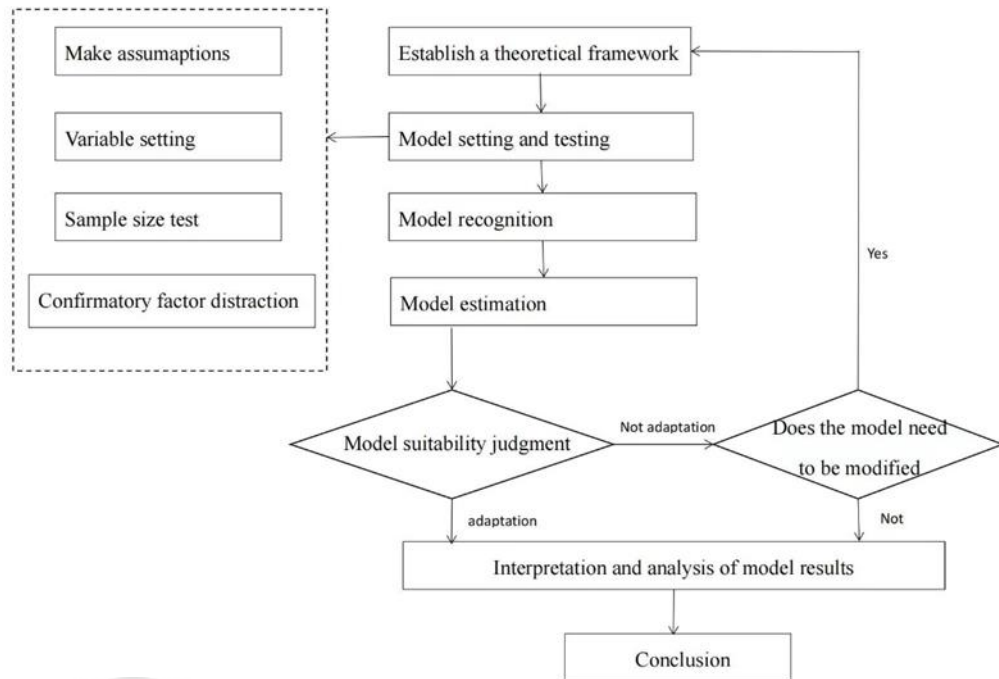 Make assumaptions
Establish a theoretical framework
Variable setting
Model setting and testing
Sample size test
Model recognition
Yes
Confirmatory factor distraction
Model estimation
Model suitability judgment
Not adaptation
Does the model need
to be modified
adaptation
Not
Interpretation and analysis of model results
Conclusion